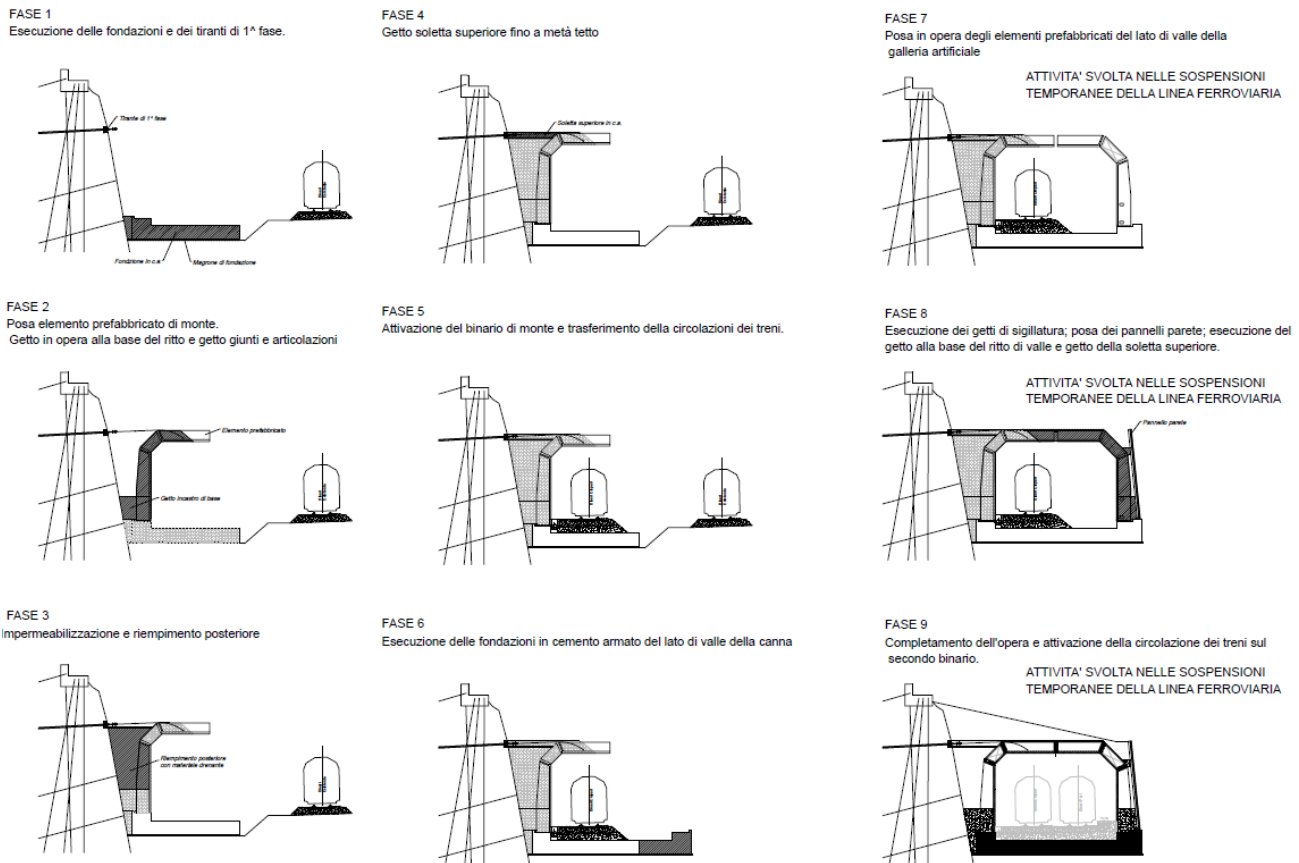 FASE 1
Esecuzione delle fondazioni e dei tiranti di 1^ fase.
Tirante di 1^ fase
Fondzione in c.a.
Magrone di fondazione
FASE 2
Posa elemento prefabbricato di monte.
Getto in opera alla base del ritto e getto giunti e articolazioni
Elemento prefabbricato
Getto incastro di base
FASE 3
Impermeabilizzazione e riempimento posteriore
Riempimento posteriore
con materiale drenante
FASE 4
Getto soletta superiore fino a metà tetto
Soletta superiore in c.a.
FASE 5
Attivazione del binario di monte e trasferimento della circolazioni dei treni.
FASE 6
Esecuzione delle fondazioni in cemento armato del lato di valle della canna
FASE 7
Posa in opera degli elementi prefabbricati del lato di valle della
galleria artificiale
ATTIVITA' SVOLTA NELLE SOSPENSIONI
TEMPORANEE DELLA LINEA FERROVIARIA
FASE 8
Esecuzione dei getti di sigillatura; posa dei pannelli parete; esecuzione del
getto alla base del ritto di valle e getto della soletta superiore.
ATTIVITA' SVOLTA NELLE SOSPENSIONI
TEMPORANEE DELLA LINEA FERROVIARIA
Pannello parete
FASE 9
Completamento dell'opera e attivazione della circolazione dei treni sul
secondo binario.
ATTIVITA' SVOLTA NELLE SOSPENSIONI
TEMPORANEE DELLA LINEA FERROVIARIA